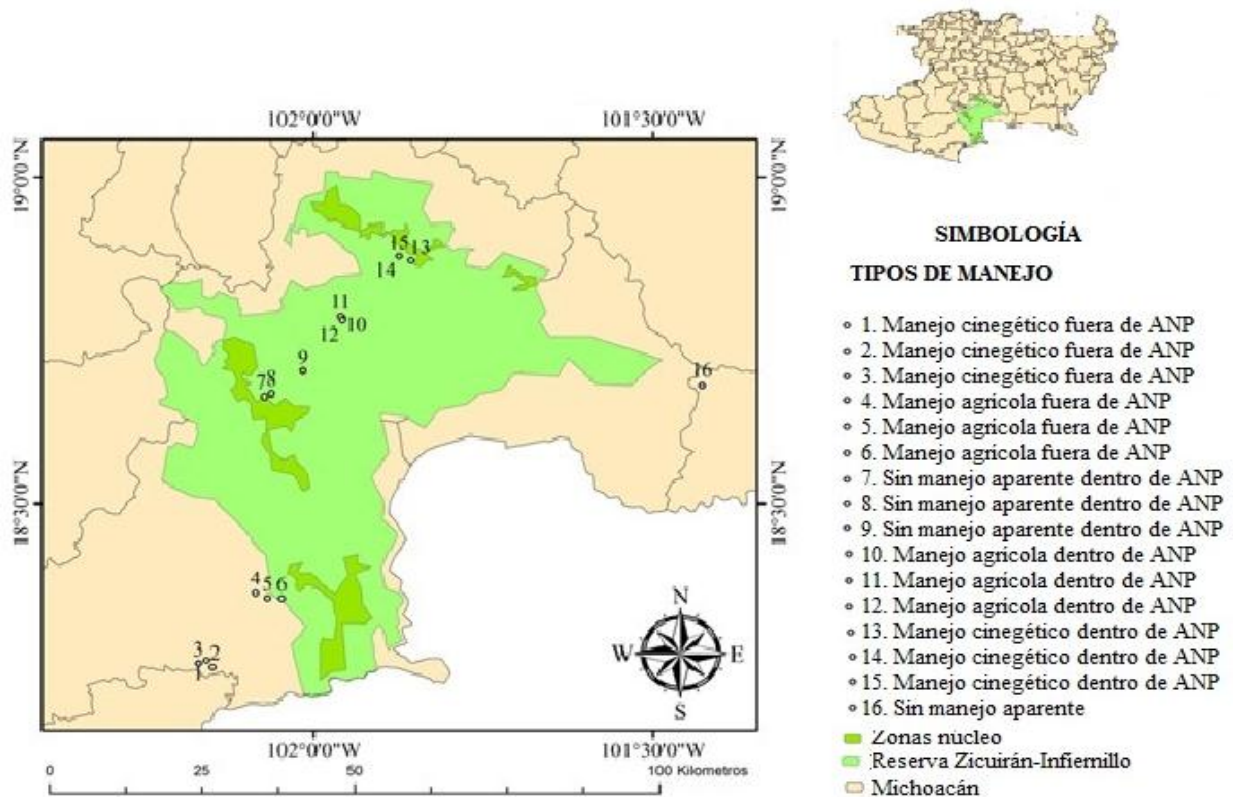 102°0'0"W
101°30'0"W
19°0'0"N
19°0'0"N
18°30'0"N
18°30'0"N
15
13
14
11
12
10
9
7
8
16
4
5
6
3
2
1
N
W
E
S
102°0'0"W
101°30'0"W
0
25
50
100 Kilometros
SIMBOLOGÍA
TIPOS DE MANEJO
1. Manejo cinegético fuera de ANP
2. Manejo cinegético fuera de ANP
3. Manejo cinegético fuera de ANP
4. Manejo agrícola fuera de ANP
5. Manejo agrícola fuera de ANP
6. Manejo agrícola fuera de ANP
7. Sin manejo aparente dentro de ANP
8. Sin manejo aparente dentro de ANP
9. Sin manejo aparente dentro de ANP
10. Manejo agrícola dentro de ANP
11. Manejo agrícola dentro de ANP
12. Manejo agrícola dentro de ANP
13. Manejo cinegético dentro de ANP
14. Manejo cinegético dentro de ANP
15. Manejo cinegético dentro de ANP
16. Sin manejo aparente
Zonas núcleo
Reserva Zicuirán-Infiernillo
Michoacán